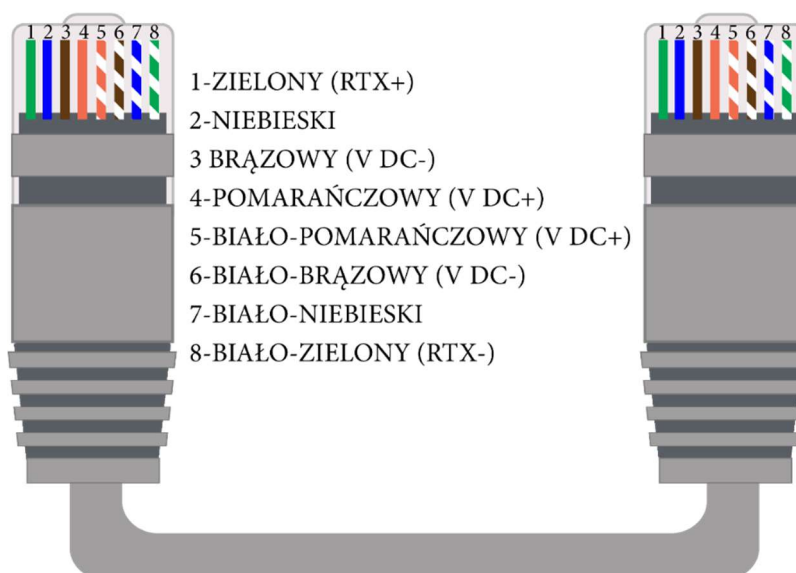 1 2 3 4 5 6 7 8
1 2 3 4 5 6 7 8
1-ZIELONY (RTX+)
2-NIEBIESKI
3 BRĄZOWY (V DC-)
4-POMARAŃCZOWY (V DC+)
5-BIAŁO-POMARAŃCZOWY (V DC+)
6-BIAŁO-BRĄZOWY (V DC-)
7-BIAŁO-NIEBIESKI
8-BIAŁO-ZIELONY (RTX-)